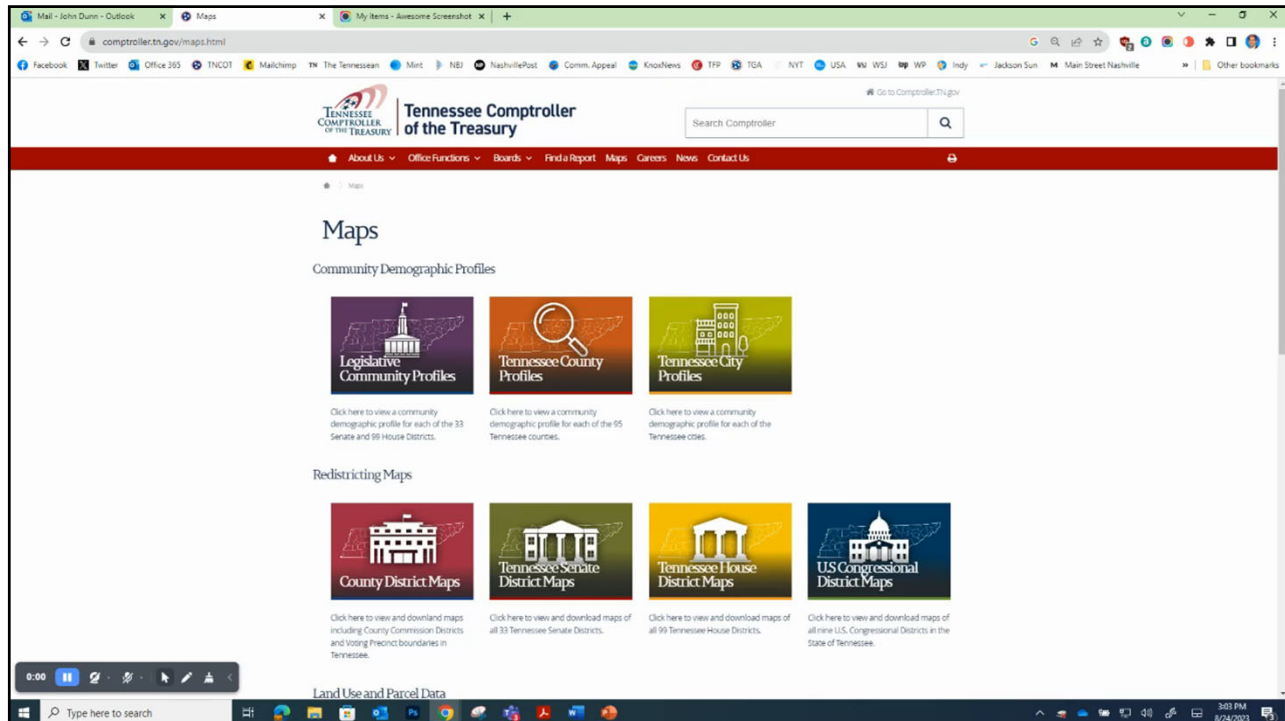 Mail - John Dunn - Outlook
Maps
My Items - Awesome Screenshot
comptroller.tn.gov/maps.html
Facebook Twitter Office 365 TNCOT Mailchimp TN The Tennessean Mint NBJ NashvillePost Comm. Appeal KnoxNews TFP TGA NYT USA WSJ WP Indy Jackson Sun M Main Street Nashville » Other bookmarks
Go to Comptroller.TN.gov
TENNESSEE
COMPTROLLER
OF THE TREASURY
Tennessee Comptroller
of the Treasury
Search Comptroller
About Us Office Functions Boards Find a Report Maps Careers News Contact Us
Maps
Maps
Community Demographic Profiles
Legislative
Community Profiles
Tennessee County
Profiles
Tennessee City
Profiles
Click here to view a community
demographic profile for each of the 33
Senate and 99 House Districts.
Click here to view a community
demographic profile for each of the 95
Tennessee counties.
Click here to view a community
demographic profile for each of the
Tennessee cities.
Redistricting Maps
County District Maps
Tennessee Senate
District Maps
Tennessee House
District Maps
U.S Congressional
District Maps
Click here to view and downland maps
including County Commission Districts
and Voting Precinct boundaries in
Tennessee.
Click here to view and download maps of
all 33 Tennessee Senate Districts.
Click here to view and download maps of
all 99 Tennessee House Districts.
Click here to view and download maps of
all nine U.S. Congressional Districts in the
State of Tennessee.
0:00
Land Use and Parcel Data
Type here to search
3:03 PM
8/24/2023